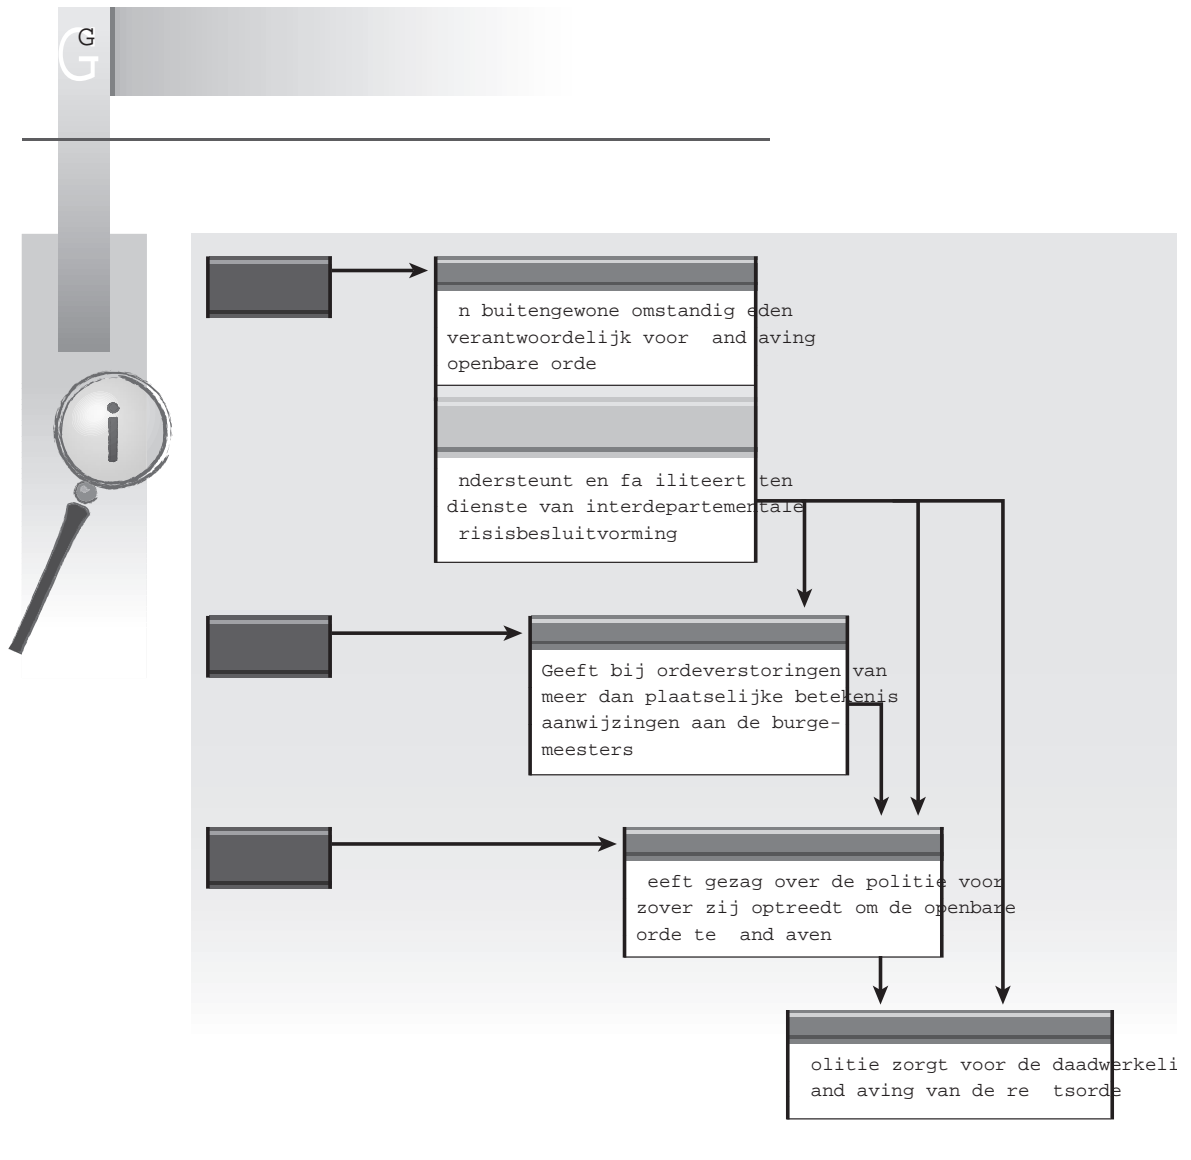 G
G
n buitengewone omstandig eden
verantwoordelijk voor  and aving
openbare orde
ndersteunt en fa iliteert ten
dienste van interdepartementale
risisbesluitvorming
Geeft bij ordeverstoringen van
meer dan plaatselijke betekenis
aanwijzingen aan de burge-
meesters
eeft gezag over de politie voor
zover zij optreedt om de openbare
orde te  and aven
olitie zorgt voor de daadwerkeli
and aving van de re  tsorde